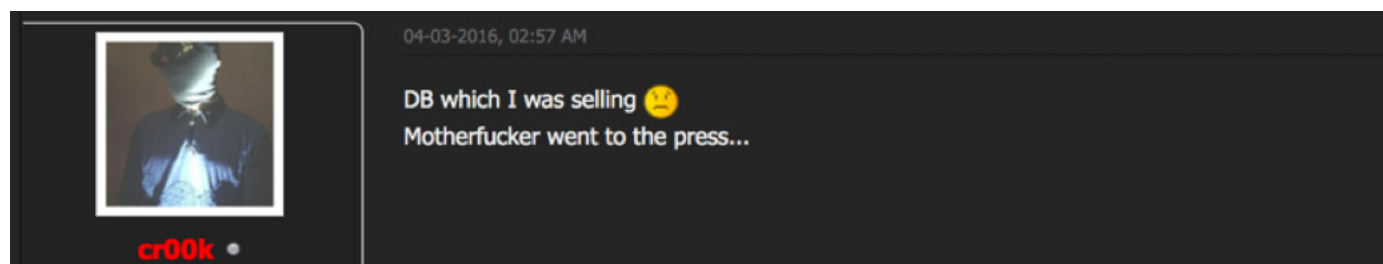 04-03-2016, 02:57 AM
DB which I was selling
Motherfucker went to the press...
cr00k